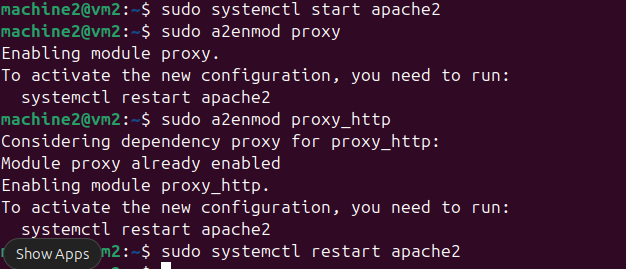 machine2@vm2:~$ sudo systemctl start apache2
machine2@vm2:~$ sudo a2enmod proxy
Enabling module proxy.
To activate the new configuration, you need to run:
  systemctl restart apache2
machine2@vm2:~$ sudo a2enmod proxy_http
Considering dependency proxy for proxy_http:
Module proxy already enabled
Enabling module proxy_http.
To activate the new configuration, you need to run:
  systemctl restart apache2
Show Apps vm2:~$ sudo systemctl restart apache2